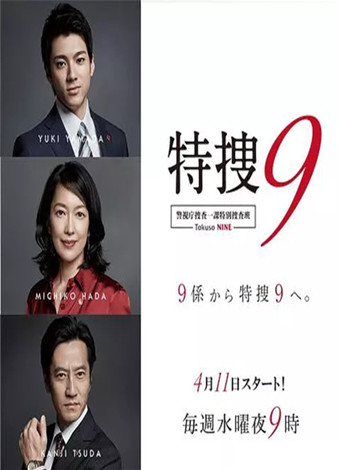 YUKI YAMADA
MICHIKO HADA
KANJI TSUDA
特捜9
警視庁捜査一課特別捜査班
Tokuso NINE
9係から特捜9へ。
4月11日スタート!
毎週水曜夜9時